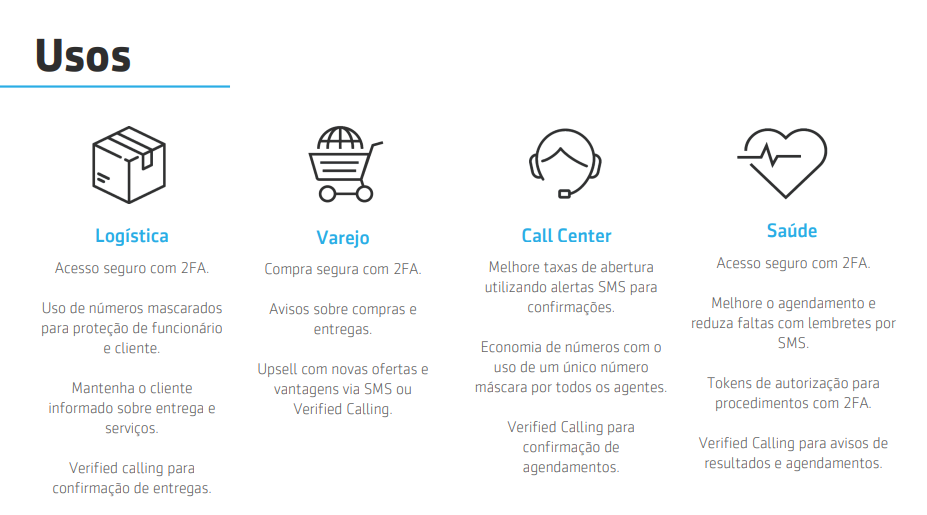 Usos
Logística
Acesso seguro com 2FA.
Uso de números mascarados
para proteção de funcionário
e cliente.
Mantenha o cliente
informado sobre entrega e
serviços.
Verified calling para
confirmação de entregas.
Varejo
Compra segura com 2FA.
Avisos sobre compras e
entregas.
Upsell com novas ofertas e
vantagens via SMS ou
Verified Calling.
Call Center
Melhore taxas de abertura
utilizando alertas SMS para
confirmações.
Economia de números com o
uso de um único número
máscara por todos os agentes.
Verified Calling para
confirmação de
agendamentos.
Saúde
Acesso seguro com 2FA.
Melhore o agendamento e
reduza faltas com lembretes por
SMS.
Tokens de autorização para
procedimentos com 2FA.
Verified Calling para avisos de
resultados e agendamentos.